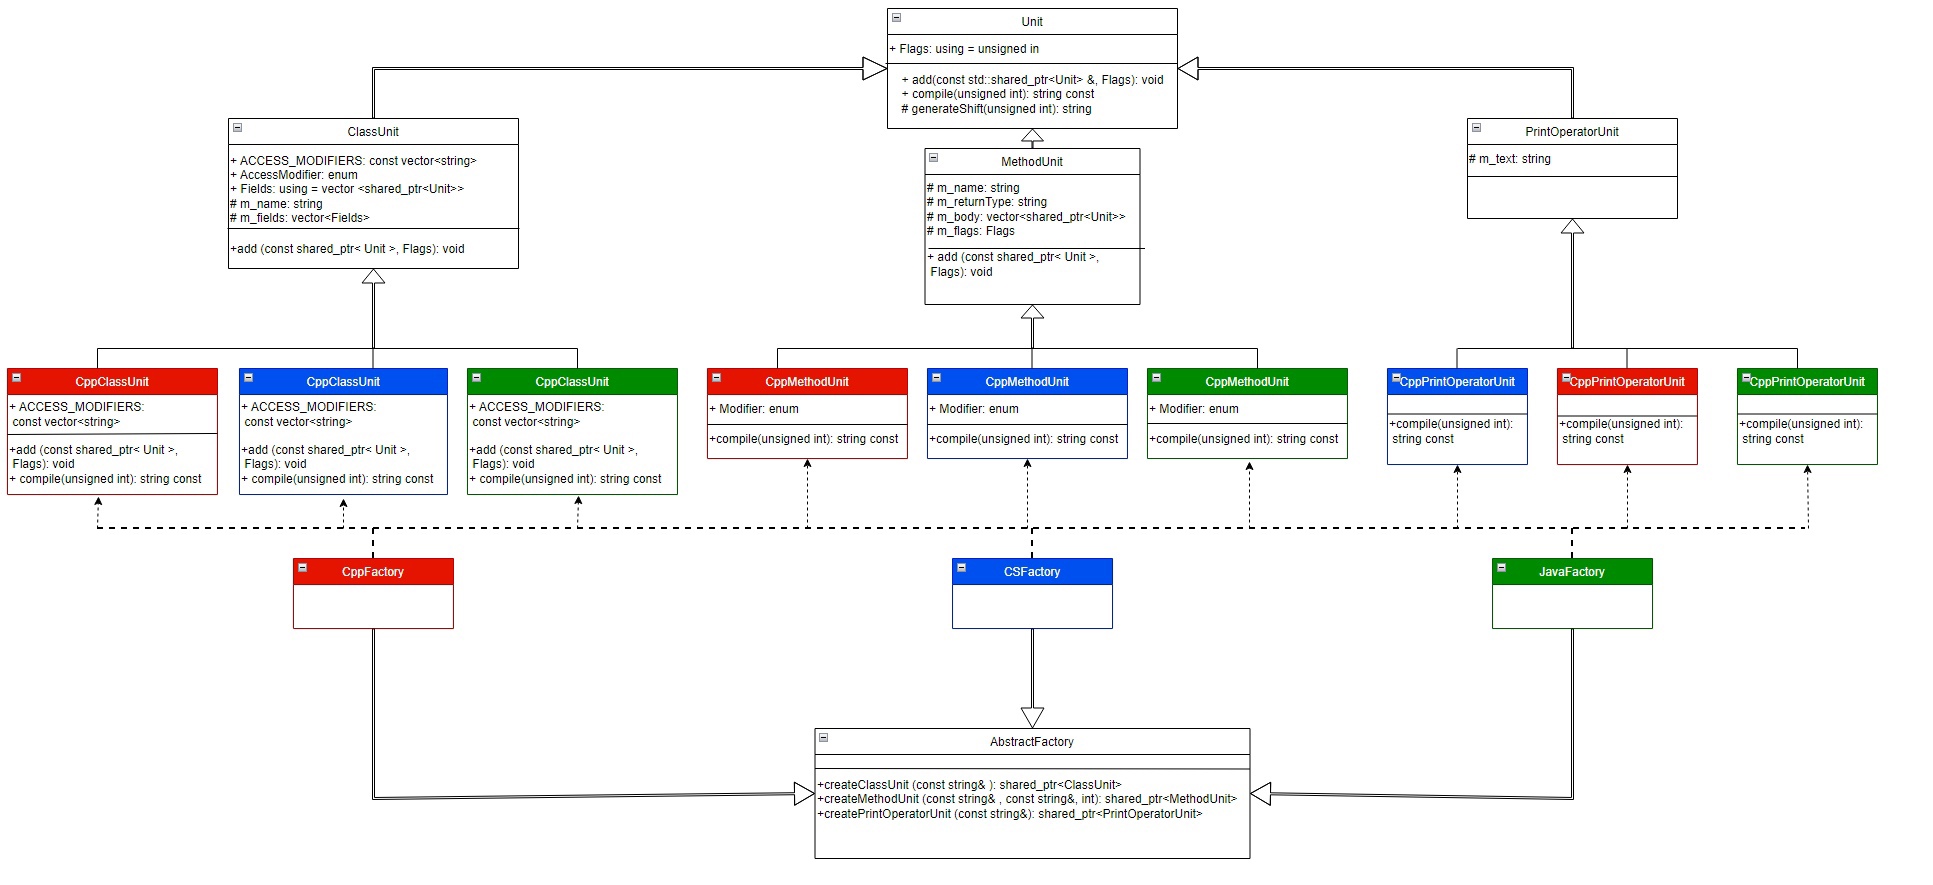 Unit
+ Flags: using = unsigned in
+ add(const std::shared_ptr<Unit> &, Flags): void
+ compile(unsigned int): string const
# generateShift(unsigned int): string
ClassUnit
+ ACCESS_MODIFIERS: const vector<string>
+ AccessModifier: enum
+ Fields: using = vector <shared_ptr<Unit>>
# m_name: string
# m_fields: vector<Fields>
+add (const shared_ptr< Unit >, Flags): void
MethodUnit
# m_name: string
# m_returnType: string
# m_body: vector<shared_ptr<Unit>>
# m_flags: Flags
+ add (const shared_ptr< Unit >,
Flags): void
PrintOperatorUnit
# m_text: string
CppClassUnit
+ ACCESS_MODIFIERS:
const vector<string>
+add (const shared_ptr< Unit >,
Flags): void
+ compile(unsigned int): string const
CppClassUnit
+ ACCESS_MODIFIERS:
const vector<string>
+add (const shared_ptr< Unit >,
Flags): void
+ compile(unsigned int): string const
CppClassUnit
+ ACCESS_MODIFIERS:
const vector<string>
+add (const shared_ptr< Unit >,
Flags): void
+ compile(unsigned int): string const
CppMethodUnit
+ Modifier: enum
+compile(unsigned int): string const
CppMethodUnit
+ Modifier: enum
+compile(unsigned int): string const
CppMethodUnit
+ Modifier: enum
+compile(unsigned int): string const
CppPrintOperatorUnit
+compile(unsigned int):
string const
CppPrintOperatorUnit
+compile(unsigned int):
string const
CppPrintOperatorUnit
+compile(unsigned int):
string const
CppFactory
CSFactory
JavaFactory
AbstractFactory
+createClassUnit (const string& ): shared_ptr<ClassUnit>
+createMethodUnit (const string& , const string&, int): shared_ptr<MethodUnit>
+createPrintOperatorUnit (const string&): shared_ptr<PrintOperatorUnit>